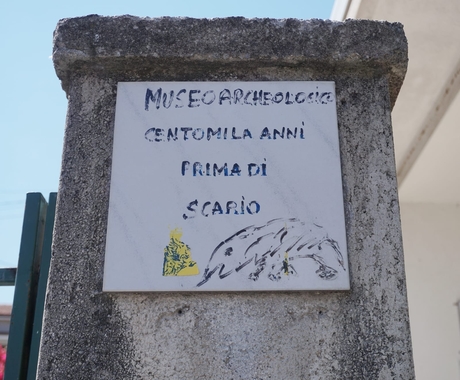 MUSEO ARCHEOLOGICO
CENTOMILA ANNI
PRIMA DI
SCARIO